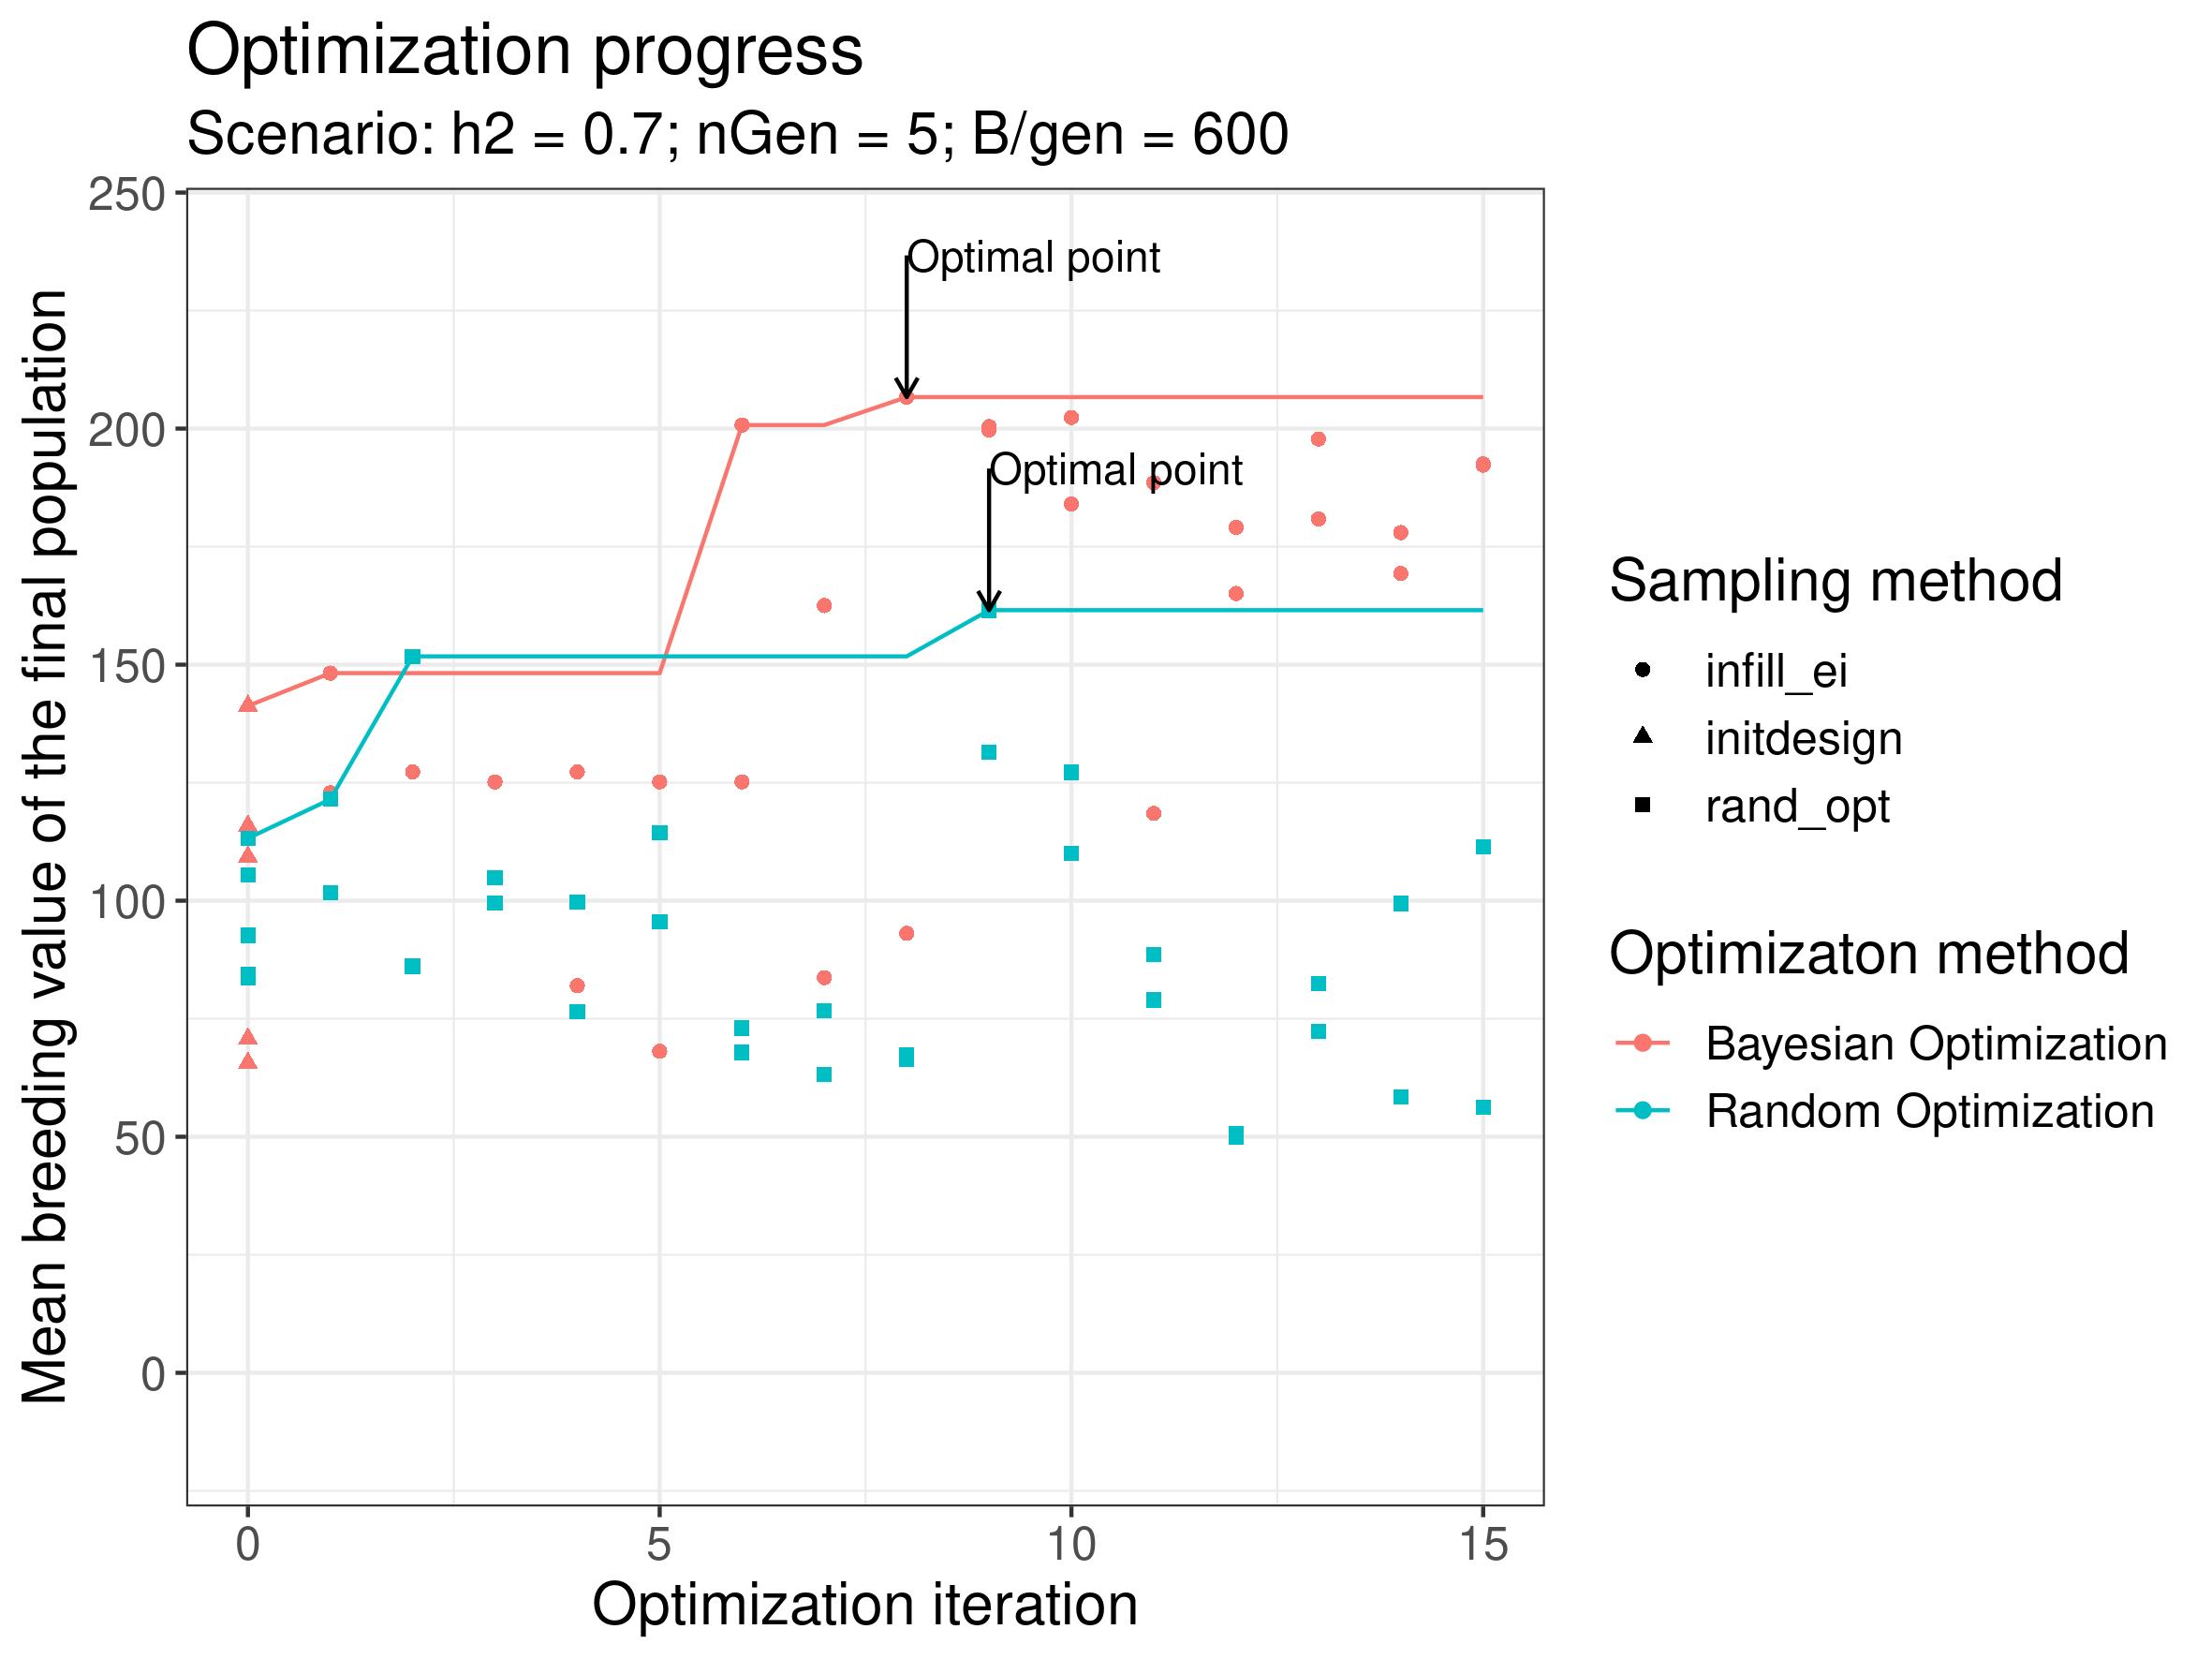 Optimization progress
Scenario: h2 = 0.7; nGen = 5; B/gen = 600
Mean breeding value of the final population
250
200
150
100
50
0
Optimal point
Optimal point
0
5
10
15
Optimization iteration
Sampling method
infill_ei
initdesign
rand_opt
Optimizaton method
Bayesian Optimization
Random Optimization